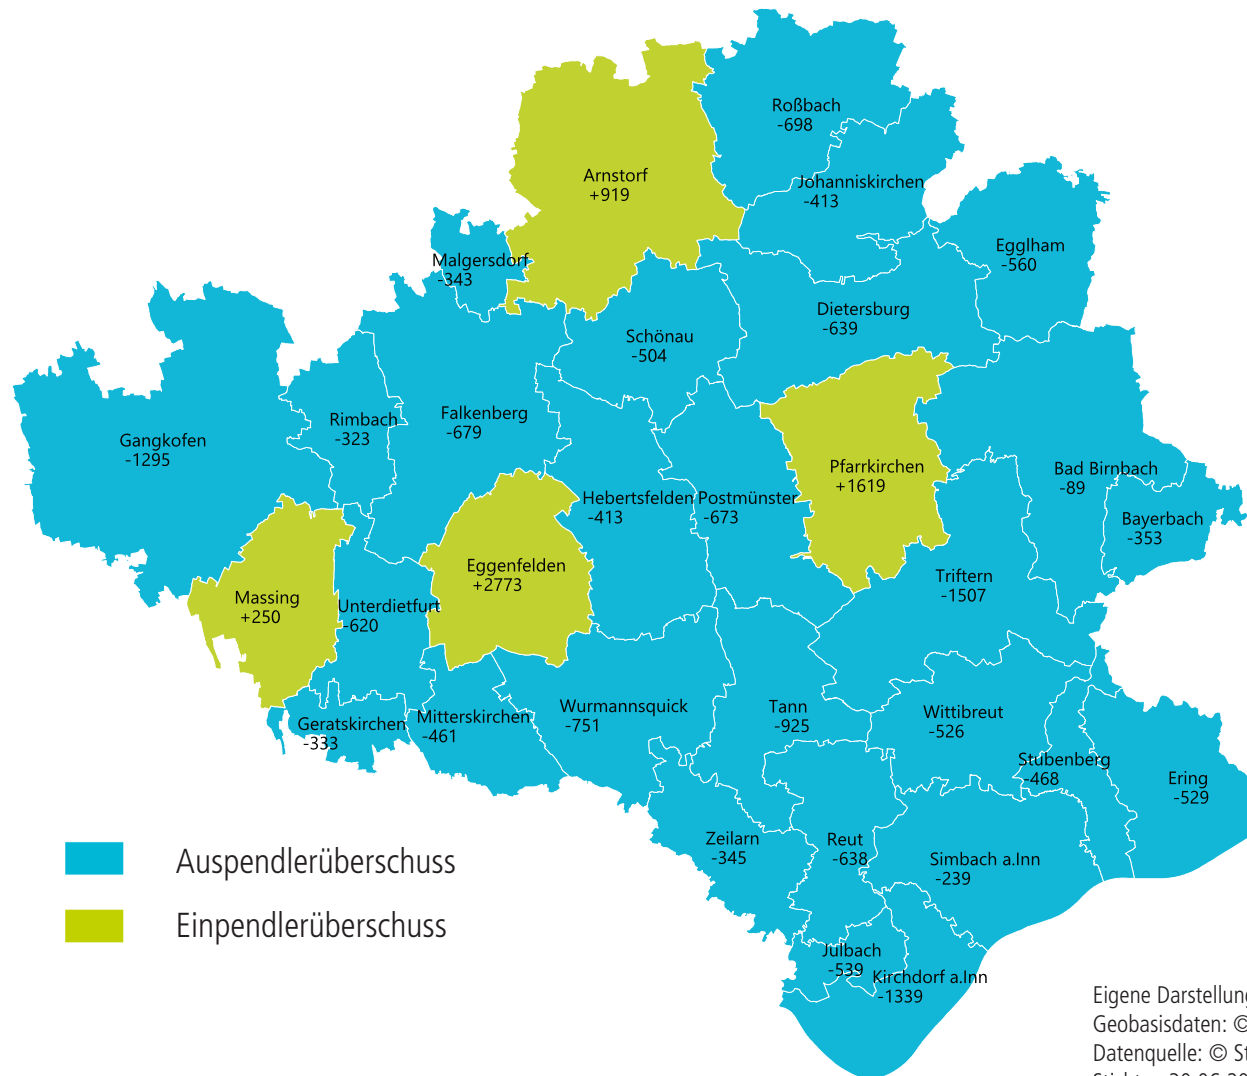 Roßbach
-698
Arnstorf
+919
Johanniskirchen
-413
Egglham
-560
Malgersdorf
-343
Dietersburg
-639
Schönau
-504
Gangkofen
-1295
Rimbach
-323
Falkenberg
-679
Hebertsfelden
-413
Postmünster
-673
Pfarrkirchen
+1619
Bad Birnbach
-89
Bayerbach
-353
Massing
+250
Unterdietfurt
-620
Eggenfelden
+2773
Triftern
-1507
Geratskirchen
-333
Mitterskirchen
-461
Wurmannsquick
-751
Tann
-925
Wittibreut
-526
Stubenberg
-468
Ering
-529
Zeilarn
-345
Reut
-638
Simbach a.Inn
-239
Julbach
-539
Kirchdorf a.Inn
-1339
Auspendlerüberschuss
Einpendlerüberschuss
Eigene Darstellung
Geobasisdaten: ©
Datenquelle: © St